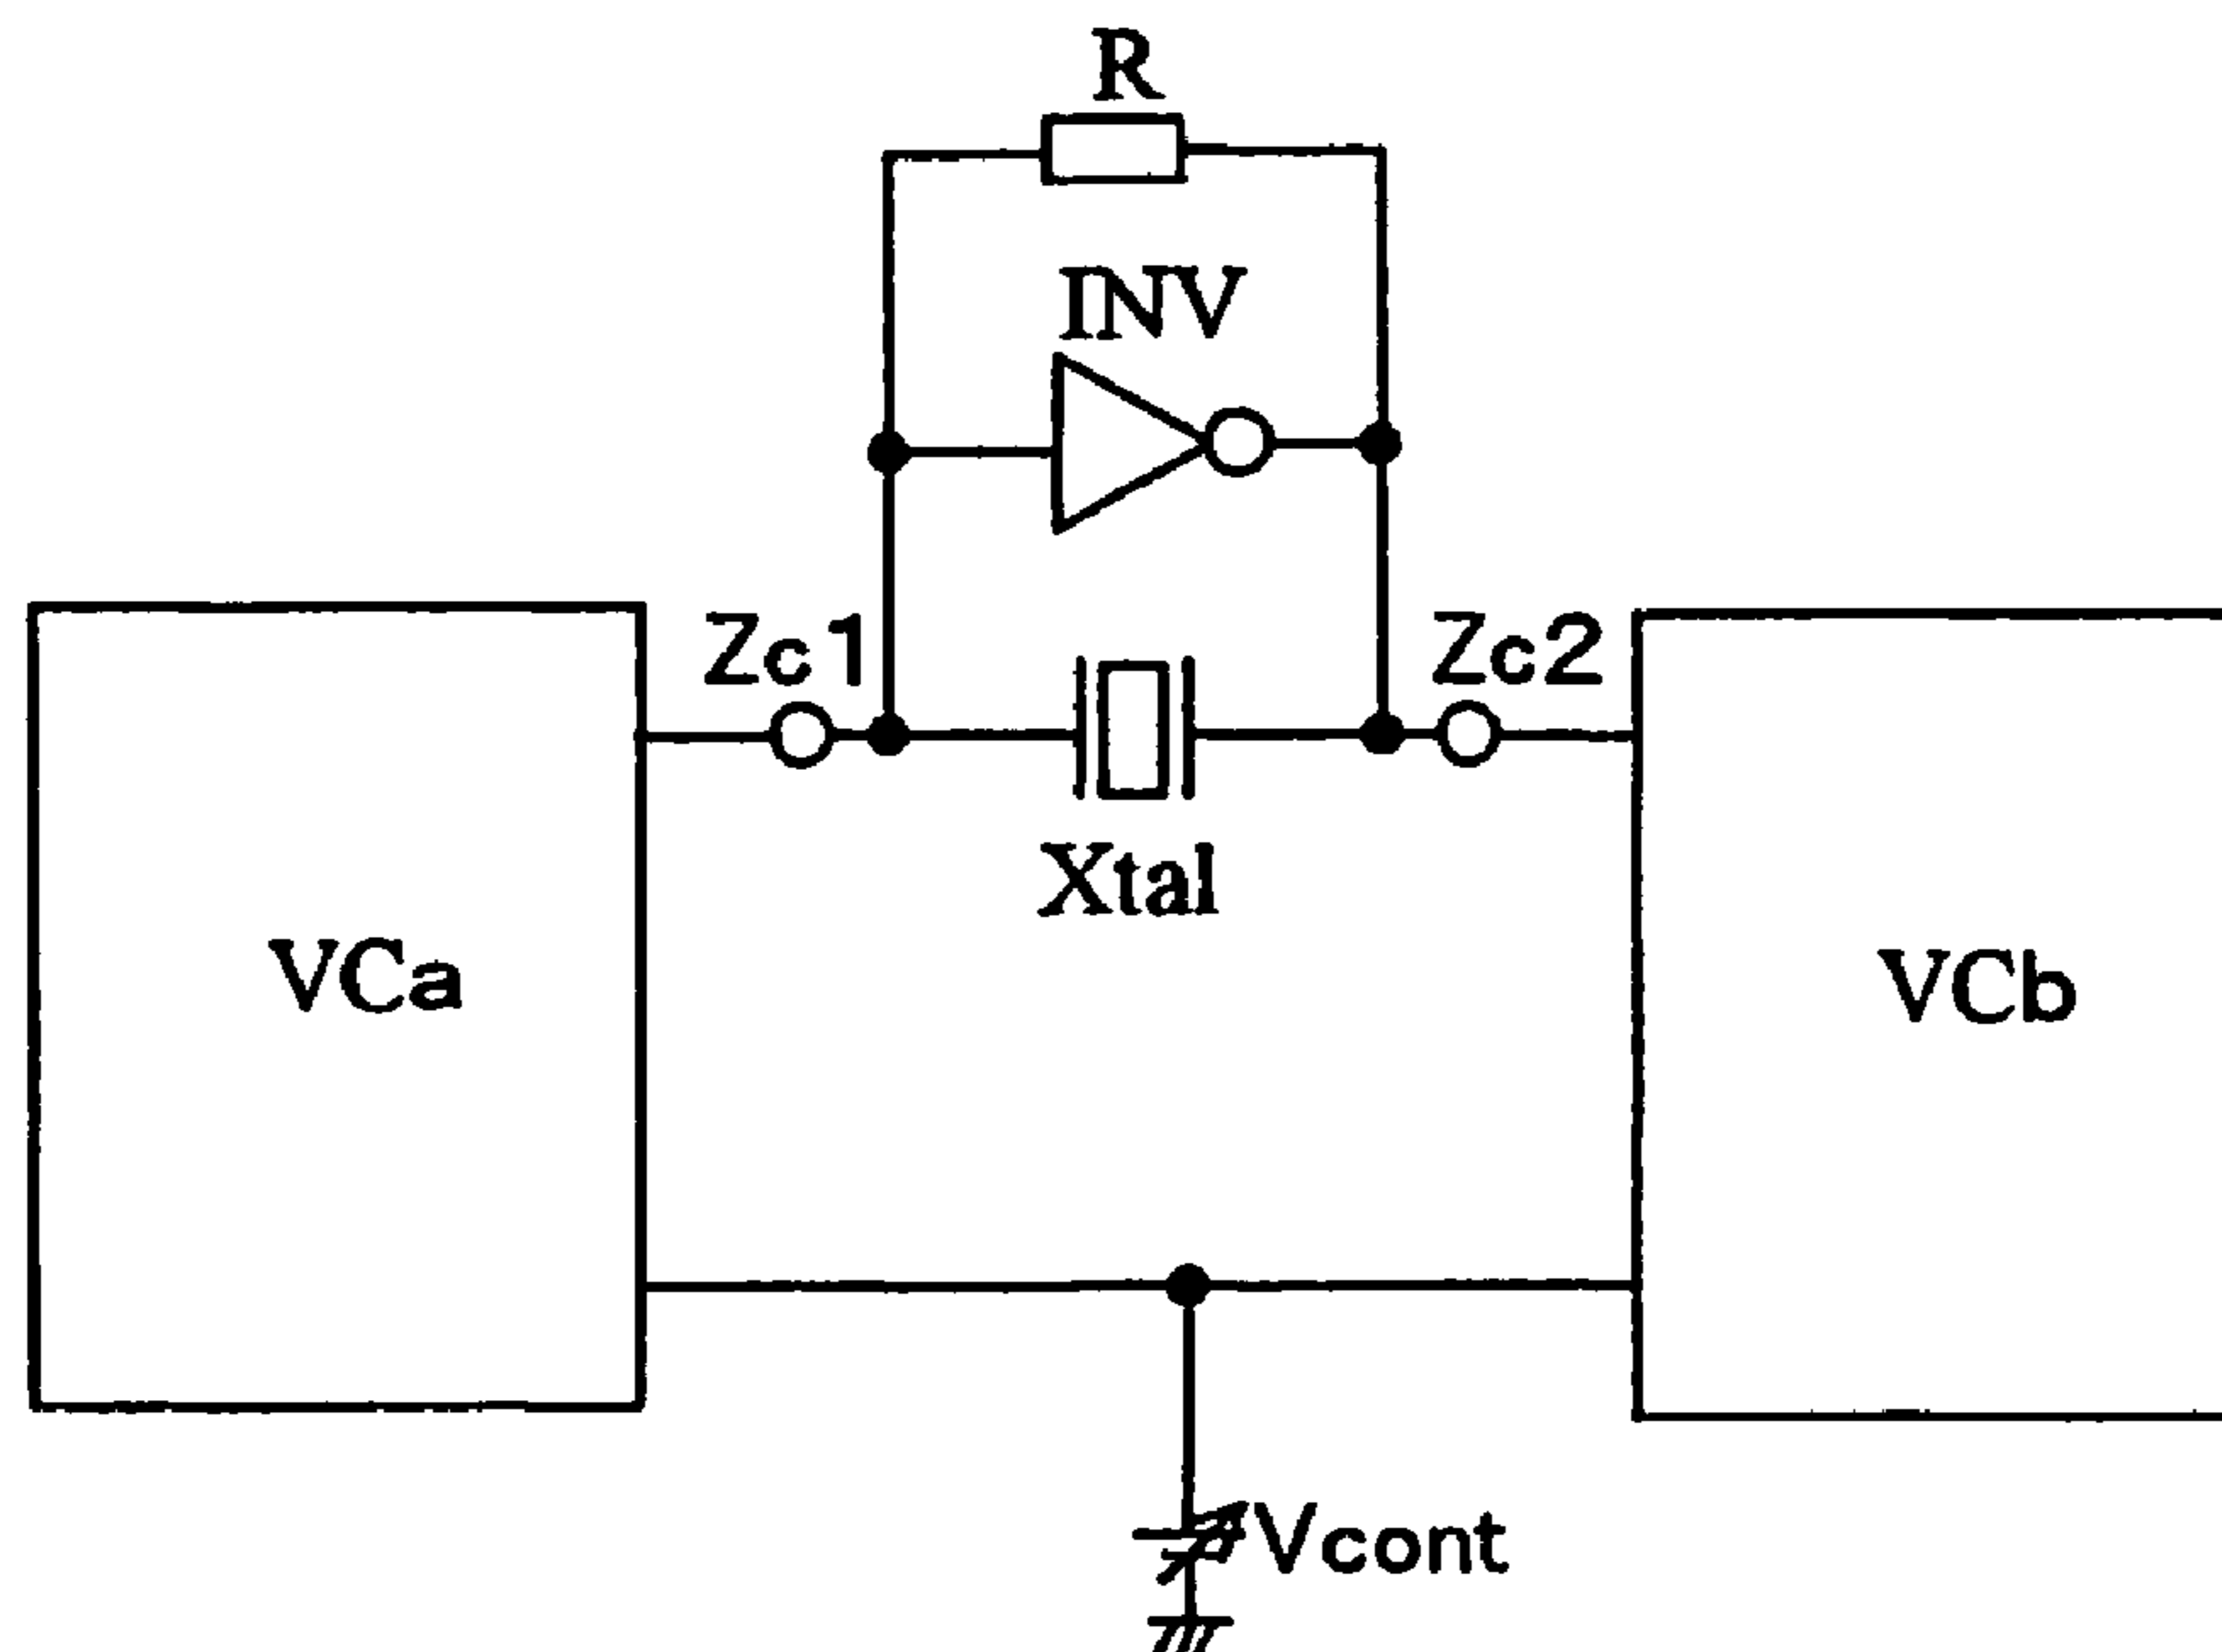 R
INV
Zc1
Zc2
Xtal
VCa
VCb
Vcont